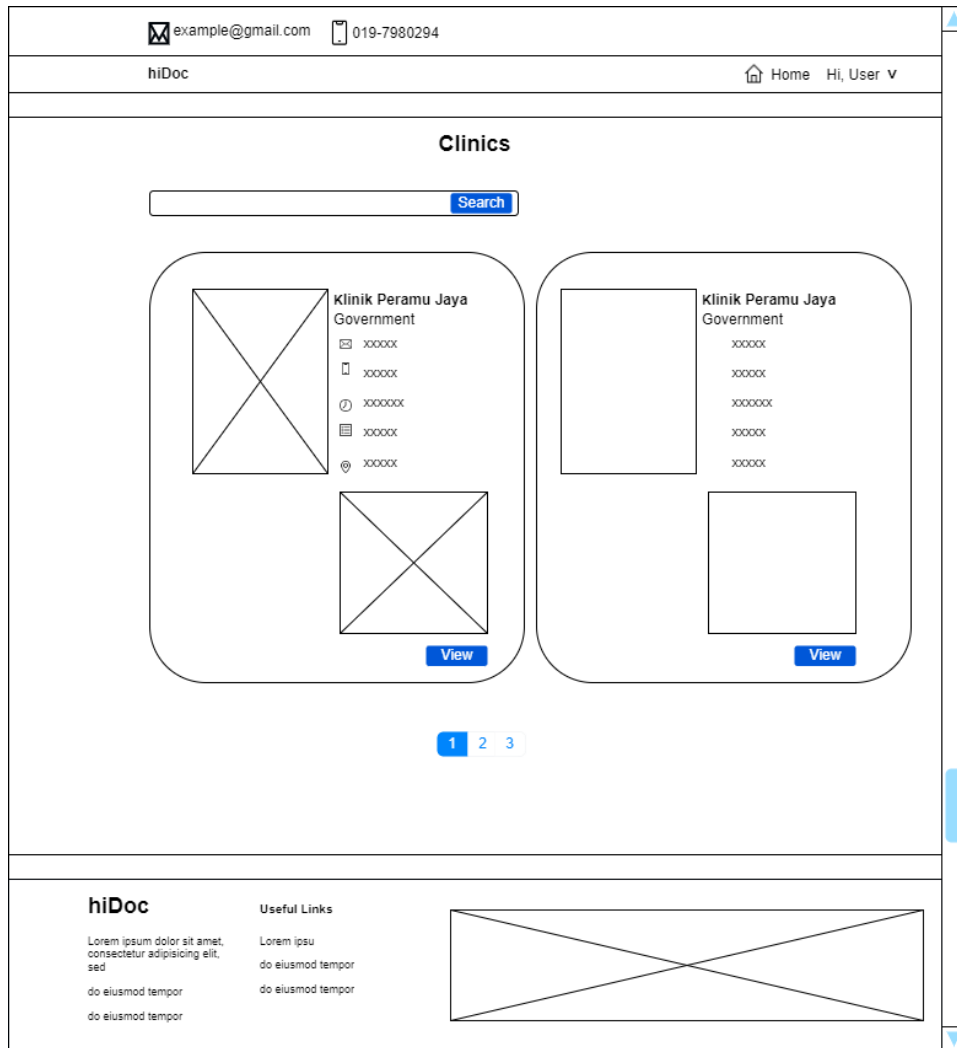 example@gmail.com 019-7980294
hiDoc Home Hi, User V
Clinics
Search
Klinik Peramu Jaya
Government
xxxxx
xxxxx
xxxxxx
xxxxx
xxxxx
View
Klinik Peramu Jaya
Government
xxxxx
xxxxx
xxxxxx
xxxxx
xxxxx
View
1 2 3
hiDoc
Lorem ipsum dolor sit amet,
consectetur adipisicing elit,
sed
do eiusmod tempor
do eiusmod tempor
Useful Links
Lorem ipsu
do eiusmod tempor
do eiusmod tempor